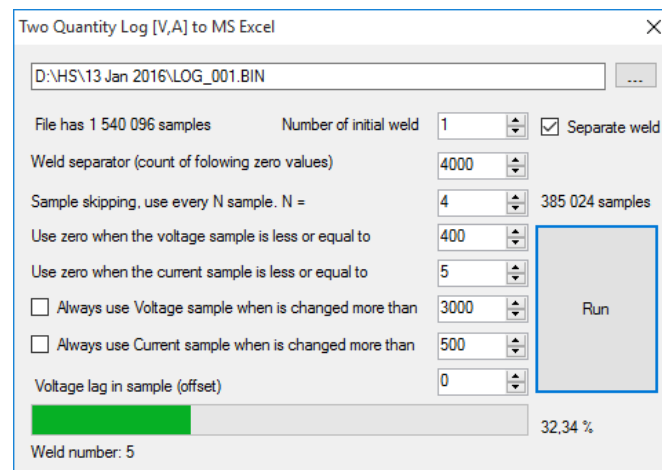 Two Quantity Log [V,A] to MS Excel
D:\HS\13 Jan 2016\LOG_001.BIN ...
File has 1 540 096 samples Number of initial weld 1 Separate weld
Weld separator (count of folowing zero values) 4000
Sample skipping, use every N sample. N = 4 385 024 samples
Use zero when the voltage sample is less or equal to 400
Use zero when the current sample is less or equal to 5
Always use Voltage sample when is changed more than 3000 Run
Always use Current sample when is changed more than 500
Voltage lag in sample (offset) 0
32,34 %
Weld number: 5